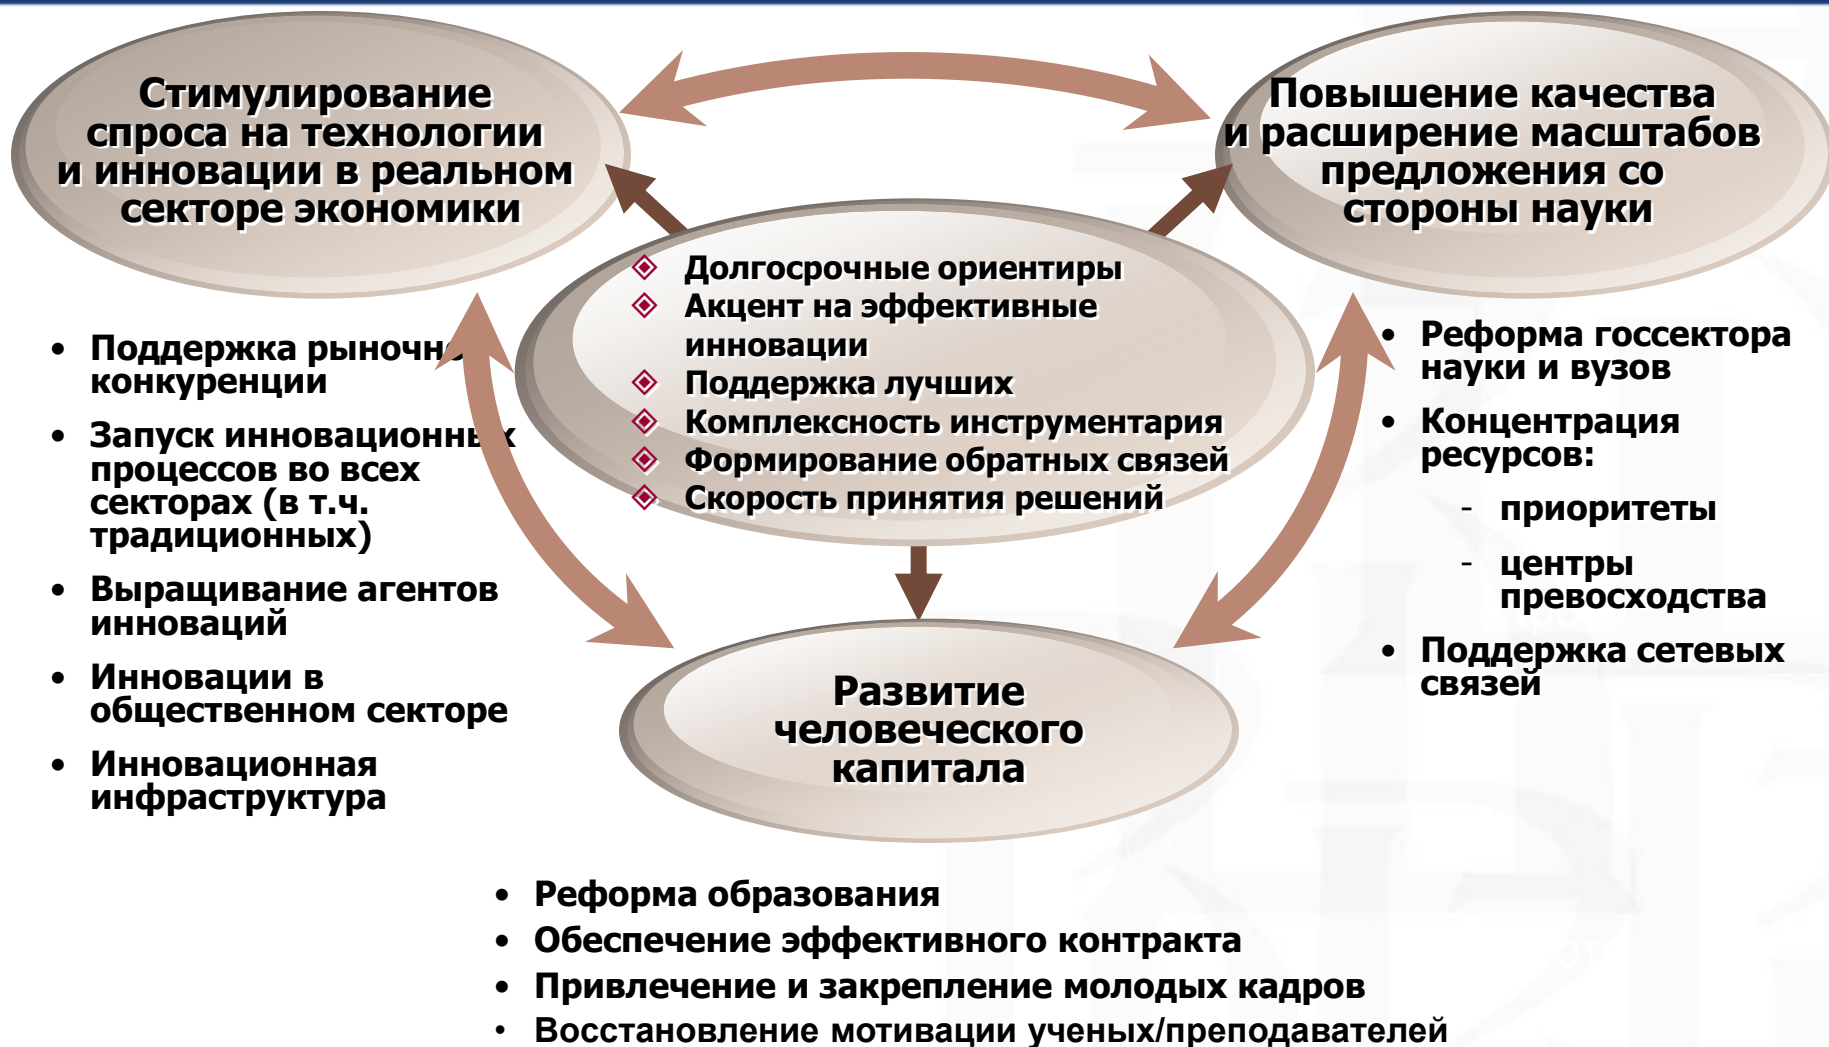 Стимулирование
спроса на технологии
и инновации в реальном
секторе экономики
Повышение качества
и расширение масштабов
предложения со
стороны науки
Долгосрочные ориентиры
Акцент на эффективные
инновации
Поддержка лучших
Комплексность инструментария
Формирование обратных связей
Скорость принятия решений
• Поддержка
конкуренции
• Запуск инновационных
процессов во всех
секторах (в т.ч.
традиционных)
• Выращивание агентов
инноваций
• Инновации в
общественном секторе
• Инновационная
инфраструктура
• Реформа госсектора
науки и вузов
• Концентрация
ресурсов:
- приоритеты
- центры
превосходства
• Поддержка сетевых
связей
Развитие
человеческого
капитала
• Реформа образования
• Обеспечение эффективного контракта
• Привлечение и закрепление молодых кадров
• Восстановление мотивации ученых/преподавателей